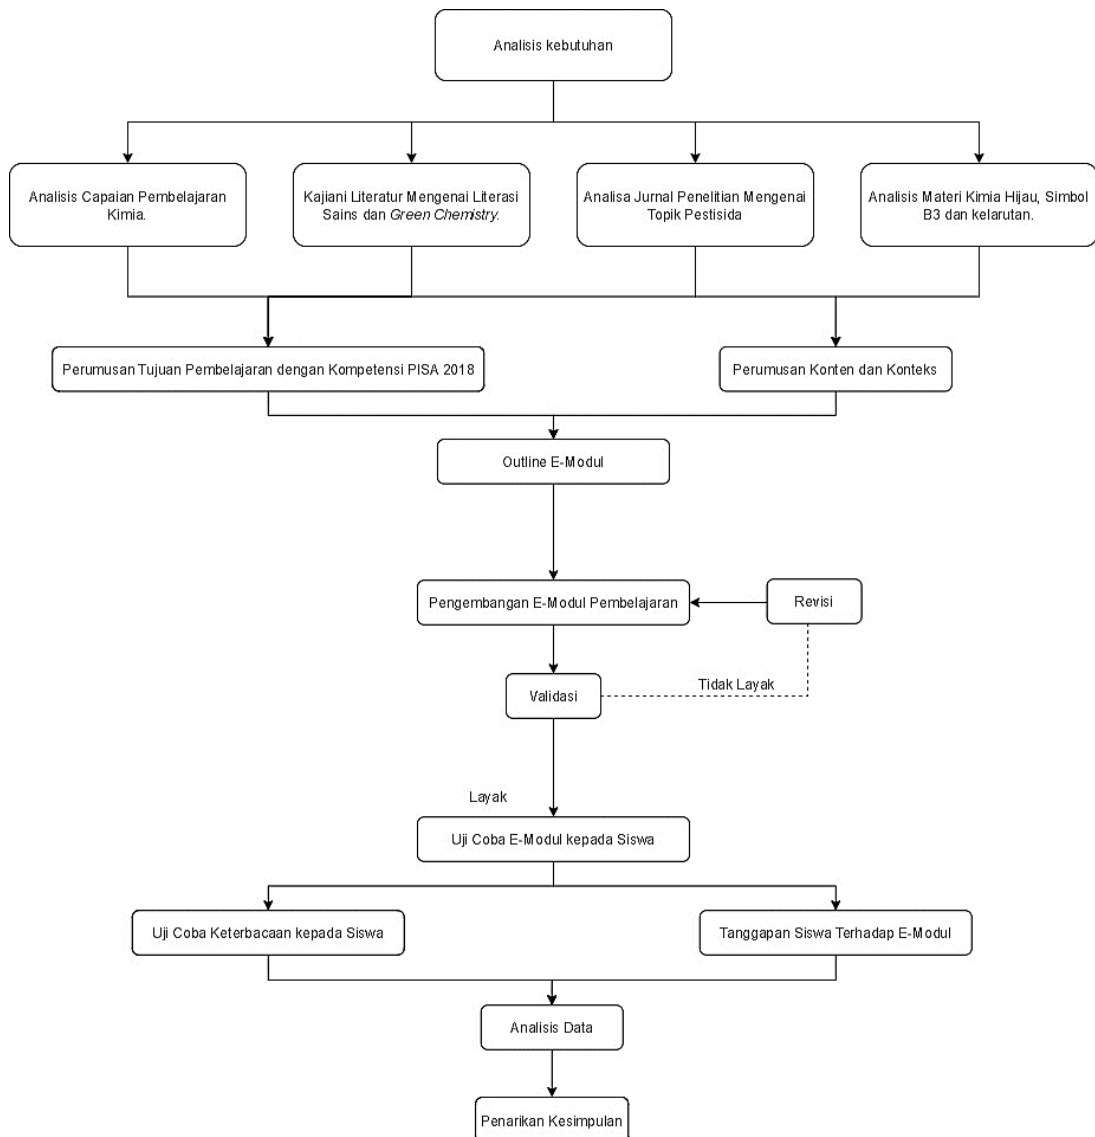 Analisis kebutuhan
Analisis Capaian Pembelajaran
Kimia.
Kajiani Literatur Mengenai Literasi
Sains dan Green Chemistry.
Analisa Jurnal Penelitian Mengenai
Topik Pestisida
Analisis Materi Kimia Hijau, Simbol
B3 dan kelarutan.
Perumusan Tujuan Pembelajaran dengan Kompetensi PISA 2018
Perumusan Konten dan Konteks
Outline E-Modul
Pengembangan E-Modul Pembelajaran
Revisi
Tidak Layak
Validasi
Layak
Uji Coba E-Modul kepada Siswa
Uji Coba Keterbacaan kepada Siswa
Tanggapan Siswa Terhadap E-Modul
Analisis Data
Penarikan Kesimpulan